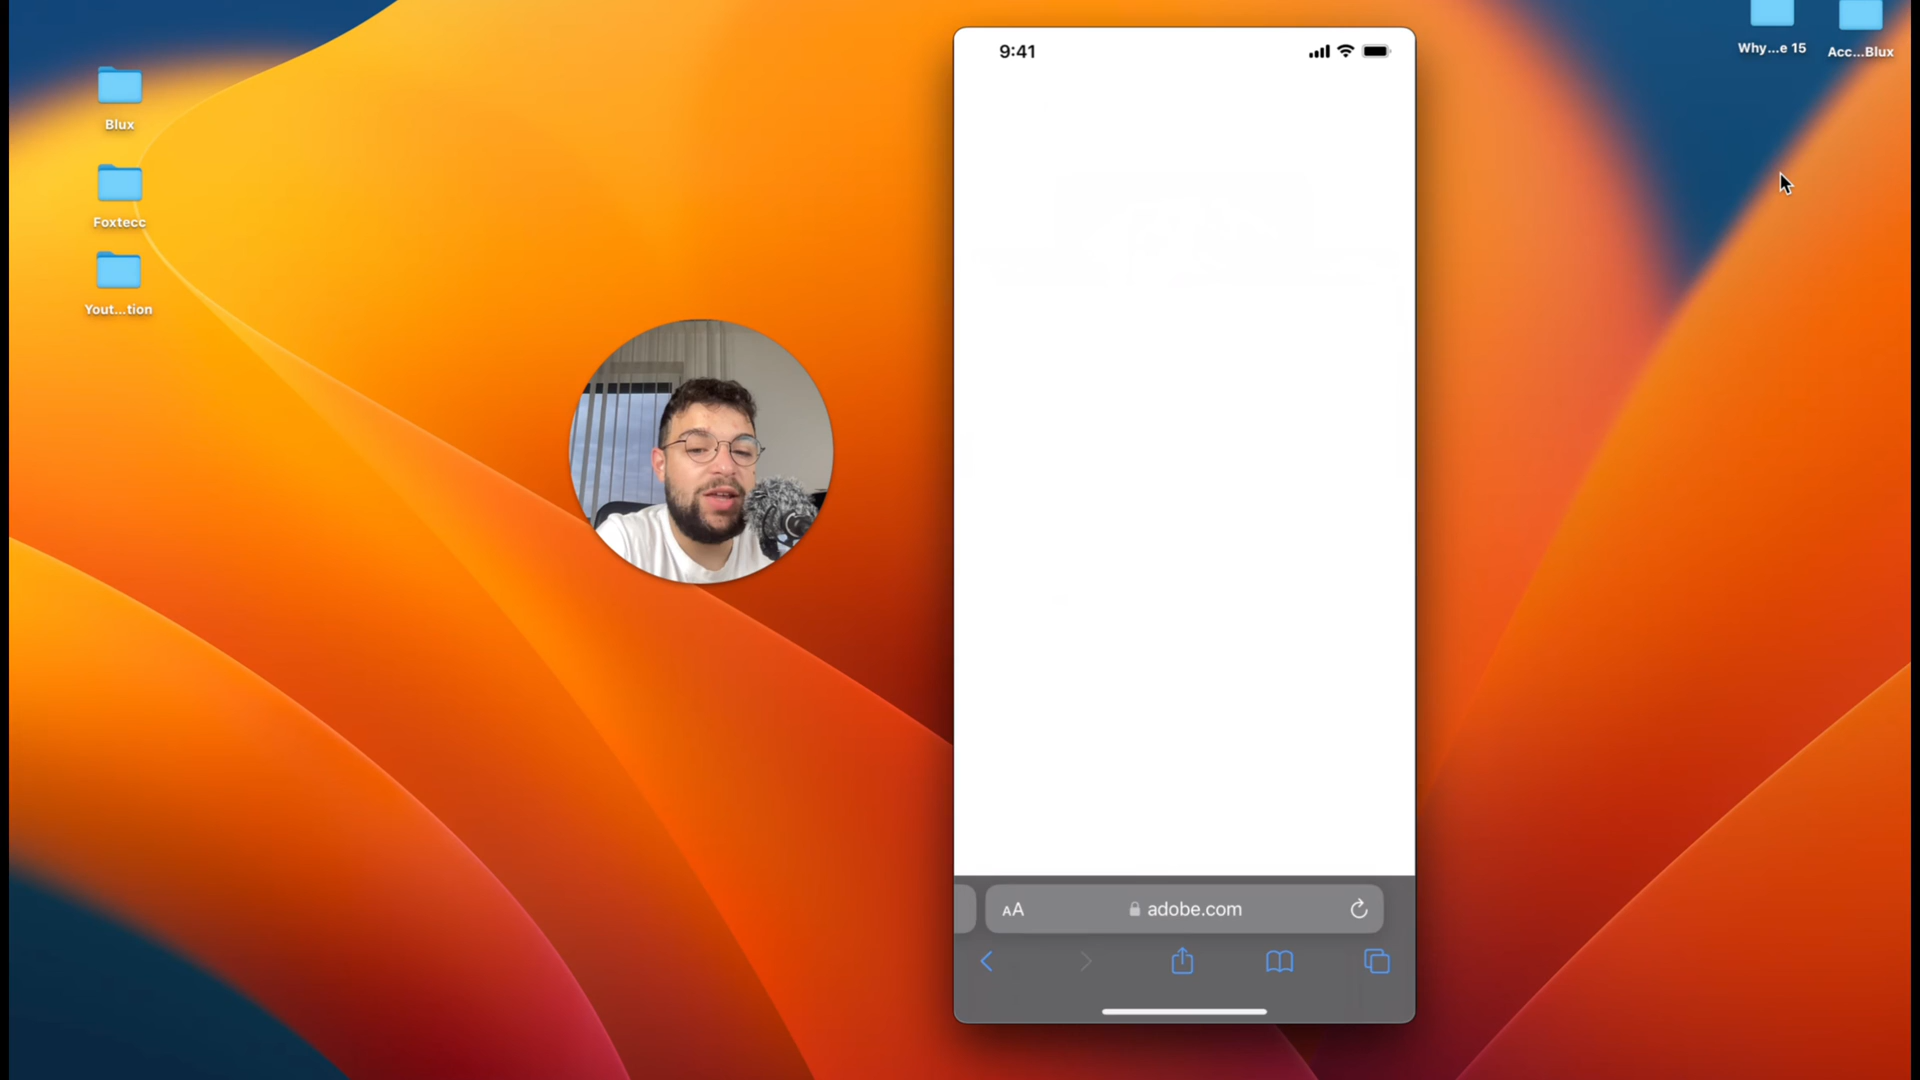 Blux
Foxtecc
Yout...tion
9:41
Why...e 15
Acc...Blux
AA
adobe.com